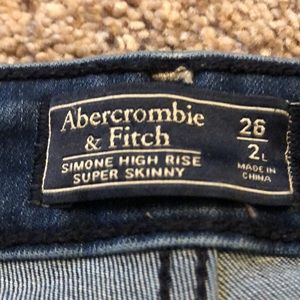 Abercrombie
& Fitch
SIMONE HIGH RISE
SUPER SKINNY
26
2L
MADE IN
CHINA